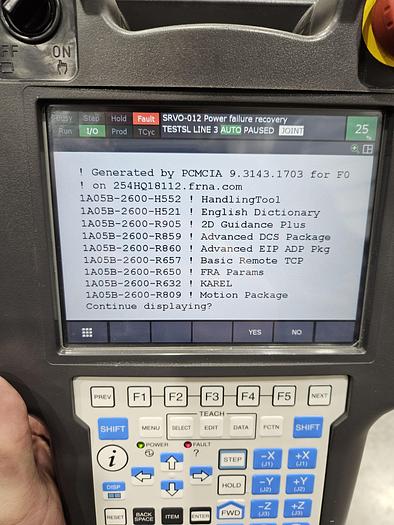 FF
ON
Busy Step Hold Fault SRVO-012 Power failure recovery
Run I/O Prod TCyc TESTSL LINE 3 AUTO PAUSED JOINT
25
%
! Generated by PCMCIA 9.3143.1703 for F0
! on 254HQ18112.frna.com
1A05B-2600-H552 ! HandlingTool
1A05B-2600-H521 ! English Dictionary
1A05B-2600-R905 ! 2D Guidance Plus
1A05B-2600-R859 ! Advanced DCS Package
1A05B-2600-R860 ! Advanced EIP ADP Pkg
1A05B-2600-R657 ! Basic Remote TCP
1A05B-2600-R650 ! FRA Params
1A05B-2600-R632 ! KAREL
1A05B-2600-R809 ! Motion Package
Continue displaying?
YES NO
PREV F1 F2 F3 F4 F5 NEXT
TEACH
SHIFT MENU SELECT EDIT DATA FCTN SHIFT
POWER FAULT
i ? STEP -X (J1) +X (J1)
DISP HOLD -Y (J2) +Y (J2)
RESET BACK SPACE ITEM ENTER FWD -Z (J3) +Z (J3)